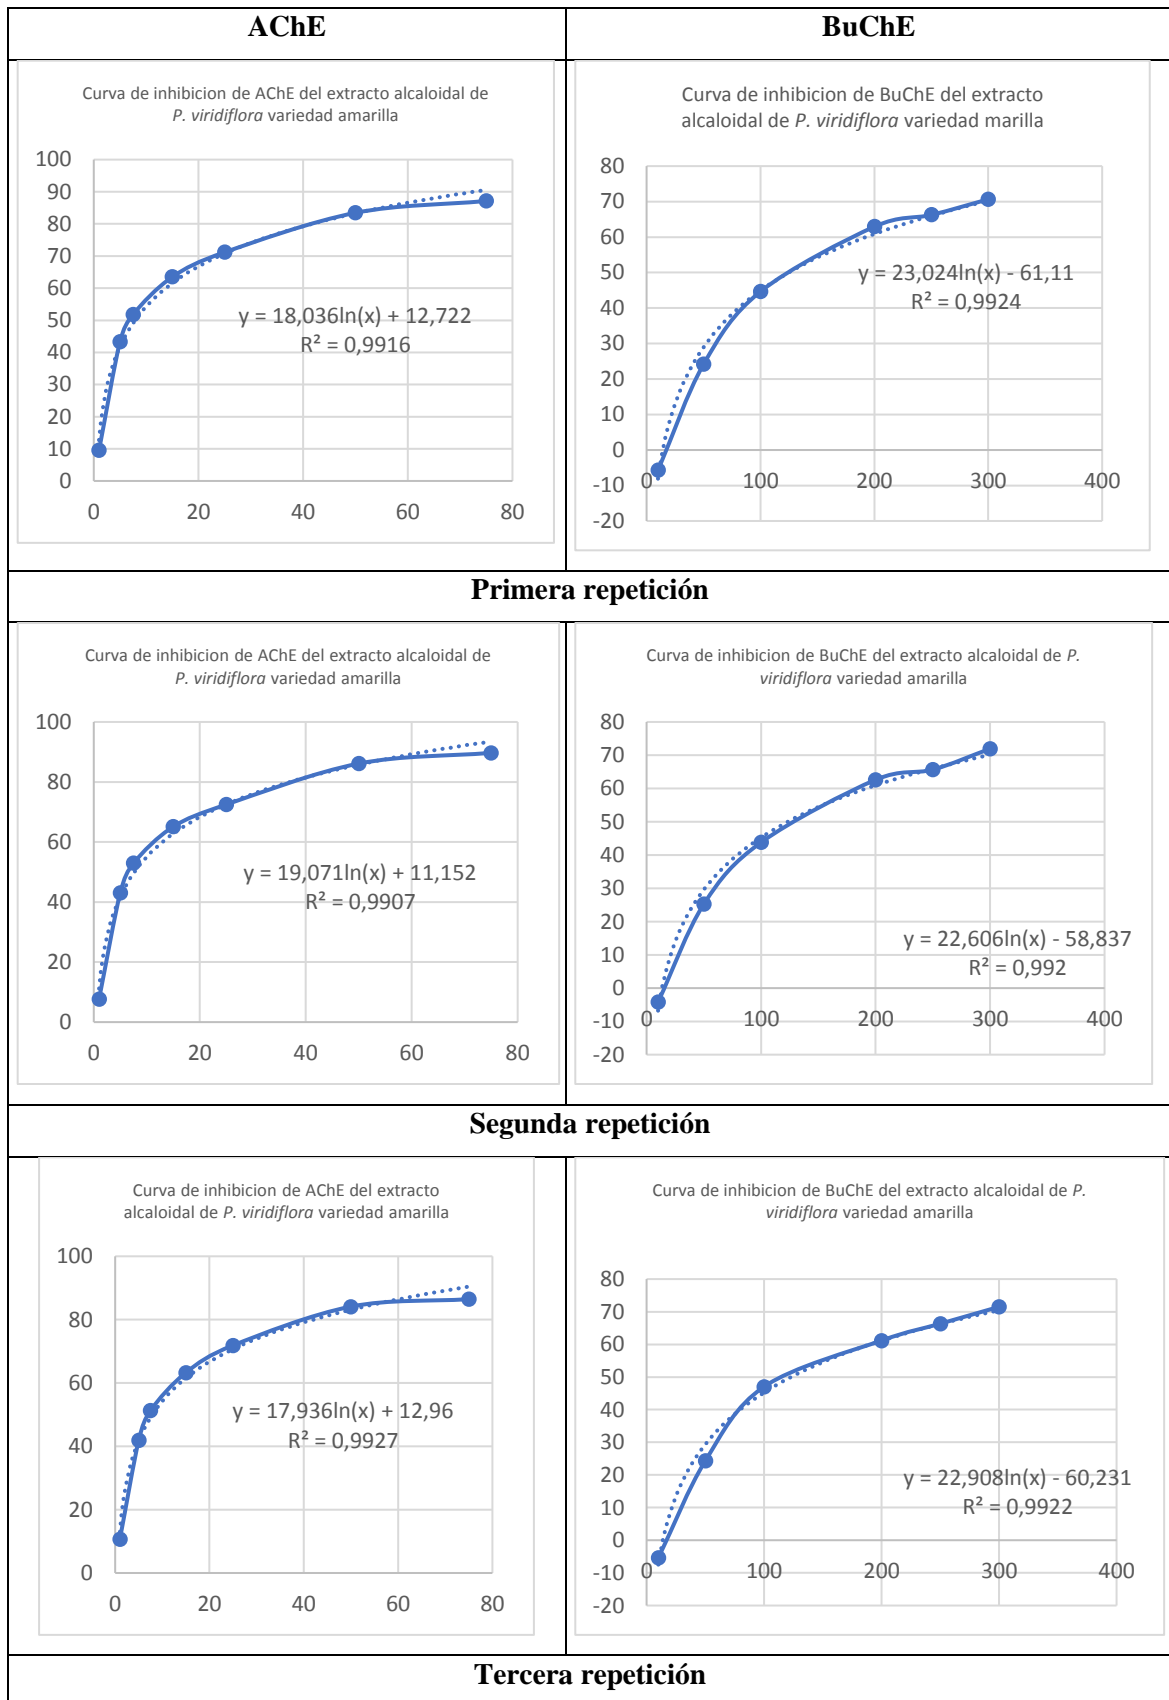 AChE
BuChE
Curva de inhibicion de AChE del extracto alcaloidal de
P. viridiflora variedad amarilla
100
90
80
70
60
50
40
30
20
10
0
y = 18,036ln(x) + 12,722
R² = 0,9916
0 20 40 60 80
Curva de inhibicion de BuChE del extracto
alcaloidal de P. viridiflora variedad marilla
80
70
60
50
40
30
20
10
0
-10
-20
y = 23,024ln(x) - 61,11
R² = 0,9924
0 100 200 300 400
Primera repetición
Curva de inhibicion de AChE del extracto alcaloidal de
P. viridiflora variedad amarilla
100
80
60
40
20
0
y = 19,071ln(x) + 11,152
R² = 0,9907
0 20 40 60 80
Curva de inhibicion de BuChE del extracto alcaloidal de P.
viridiflora variedad amarilla
80
70
60
50
40
30
20
10
0
-10
-20
y = 22,606ln(x) - 58,837
R² = 0,992
0 100 200 300 400
Segunda repetición
Curva de inhibicion de AChE del extracto
alcaloidal de P. viridiflora variedad amarilla
100
80
60
40
20
0
y = 17,936ln(x) + 12,96
R² = 0,9927
0 20 40 60 80
Curva de inhibicion de BuChE del extracto alcaloidal de P.
viridiflora variedad amarilla
80
70
60
50
40
30
20
10
0
-10
-20
y = 22,908ln(x) - 60,231
R² = 0,9922
0 100 200 300 400
Tercera repetición